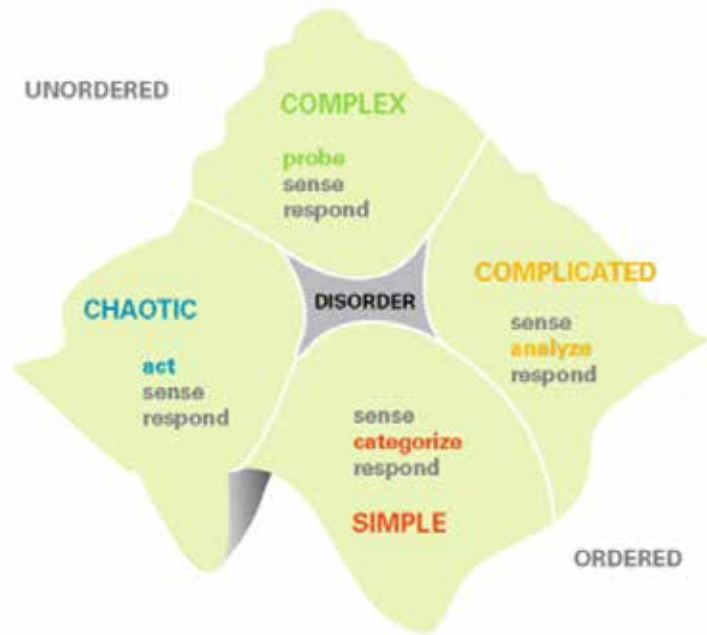 UNORDERED
COMPLEX
probe
sense
respond
CHAOTIC
act
sense
respond
DISORDER
COMPLICATED
sense
analyze
respond
sense
categorize
respond
SIMPLE
ORDERED